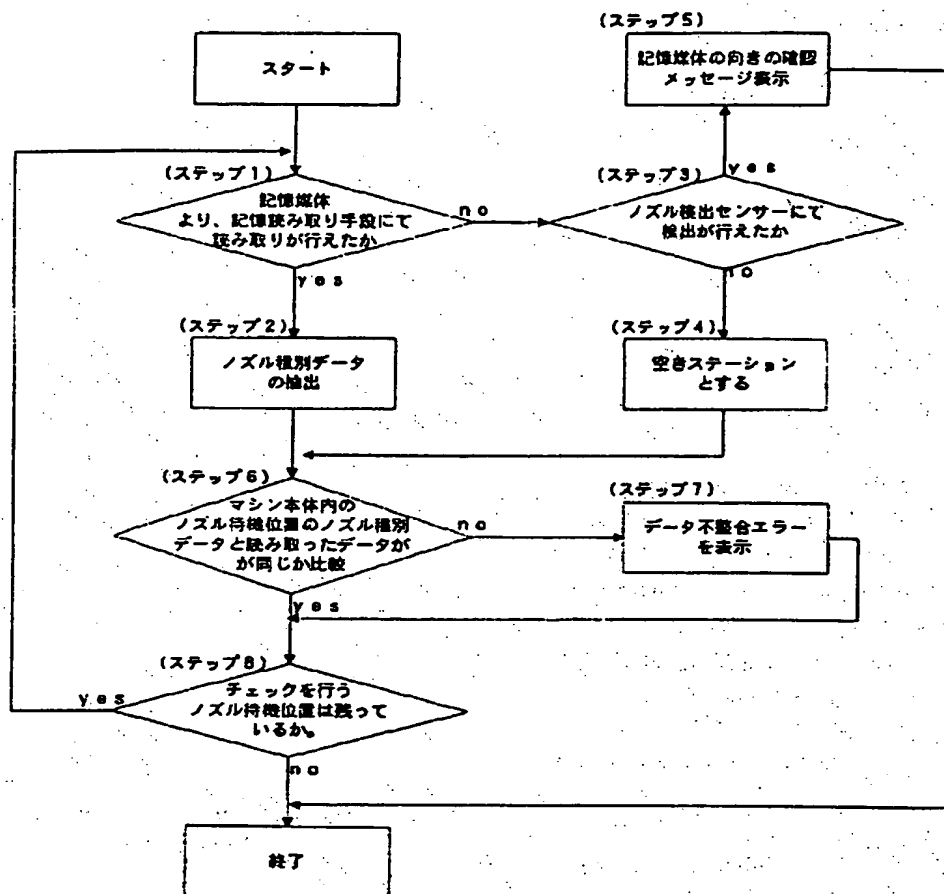 (ステップ5)
スタート
記憶媒体の向きの確認
メッセージ表示
(ステップ1)
記憶媒体
より、記憶読み取り手段にて
読み取りが行えたか
no
yes
(ステップ3)
yes
ノズル検出センサーにて
検出が行えたか
no
(ステップ2)
ノズル種別データ
の抽出
(ステップ4)
空きステーション
とする
(ステップ6)
マシン本体内の
ノズル待機位置のノズル種別
データと読み取ったデータが
が同じか比較
no
yes
(ステップ7)
データ不整合エラー
を表示
(ステップ8)
yes
チェックを行う
ノズル待機位置は残って
いるか。
no
終了